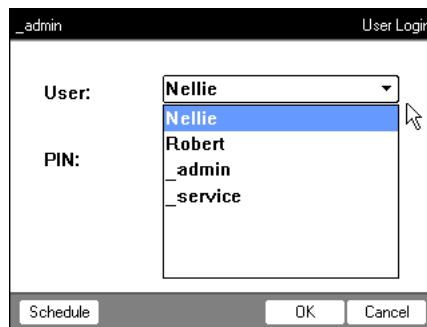 _admin User Login
User: Nellie
Nellie
Robert
PIN: _admin
_service
Schedule OK Cancel